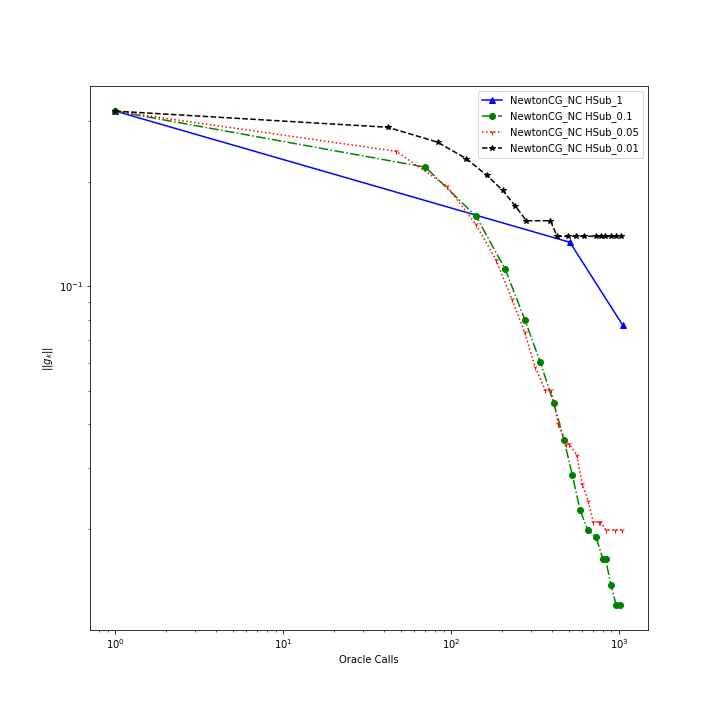 NewtonCG_NC HSub_1
NewtonCG_NC HSub_0.1
NewtonCG_NC HSub_0.05
NewtonCG_NC HSub_0.01
10⁻¹
||gₖ||
10⁰ 10¹ 10² 10³
Oracle Calls